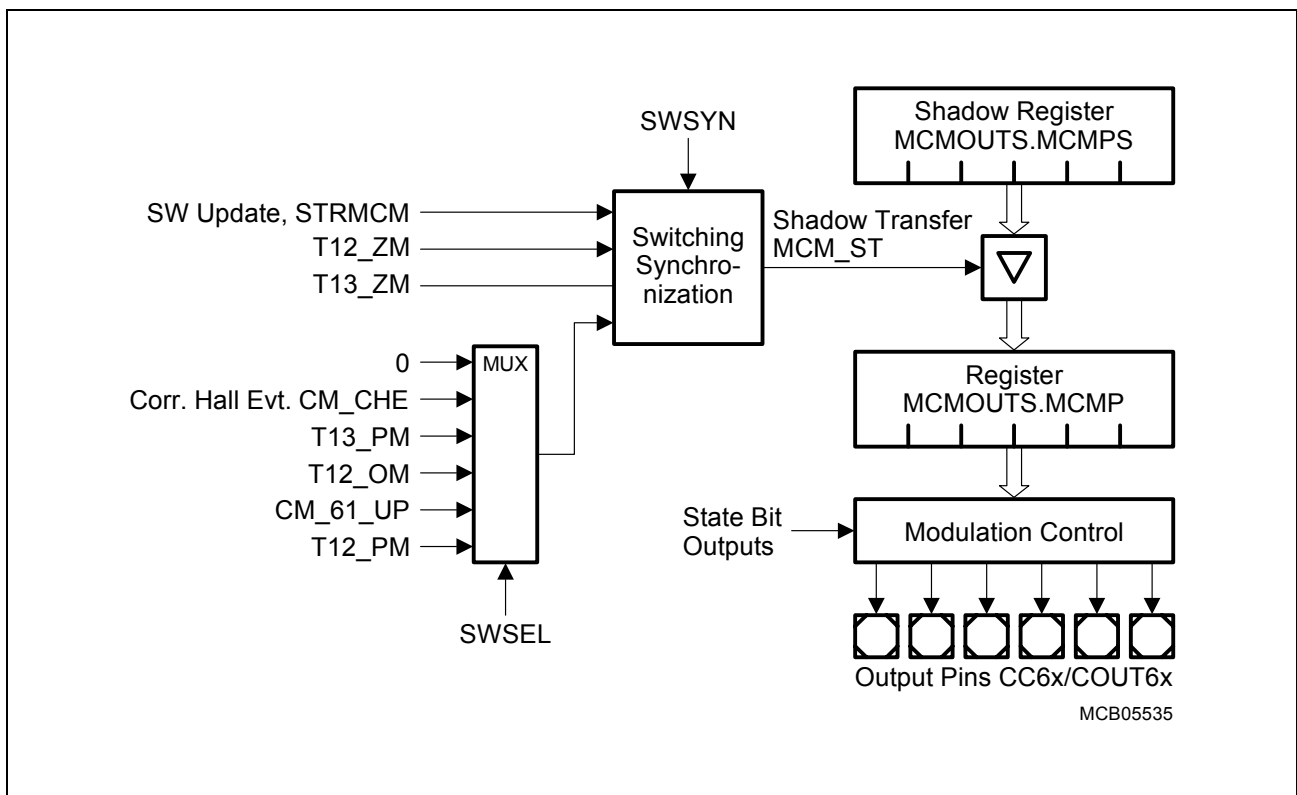 Shadow Register
MCMOUTS.MCMPS
SWSYN
SW Update, STRMCM
T12_ZM
T13_ZM
Switching
Synchro-
nization
Shadow Transfer
MCM_ST
0
MUX
Corr. Hall Evt. CM_CHE
T13_PM
T12_OM
CM_61_UP
T12_PM
SWSEL
Register
MCMOUTS.MCMP
State Bit
Outputs
Modulation Control
Output Pins CC6x/COUT6x
MCB05535